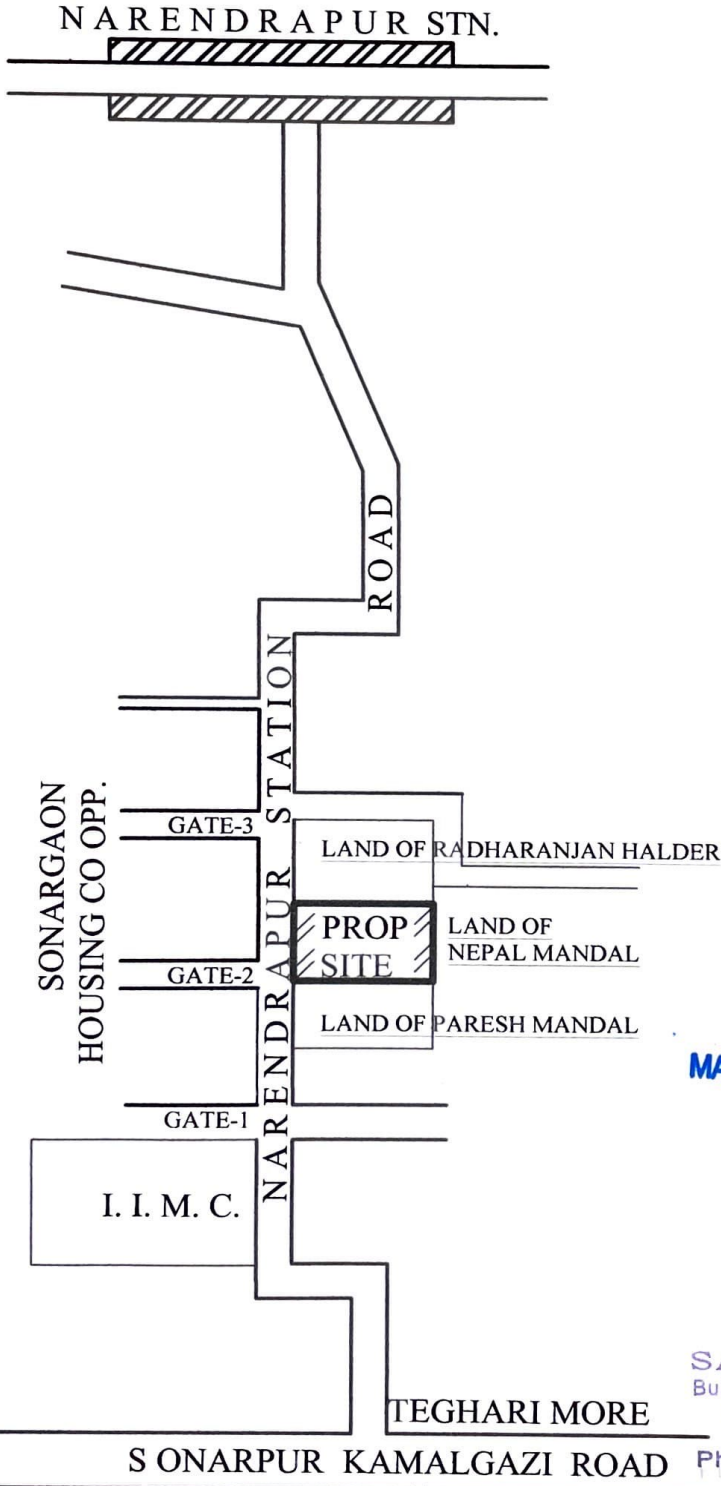 NARENDRAPUR STN.
NARENDRAPUR STATION ROAD
SONARGAON
HOUSING CO OPP.
GATE-3
LAND OF RADHARANJAN HALDER
PROP
SITE
LAND OF
NEPAL MANDAL
GATE-2
LAND OF PARESH MANDAL
GATE-1
I. I. M. C.
TEGHARI MORE
SONARPUR KAMALGAZI ROAD